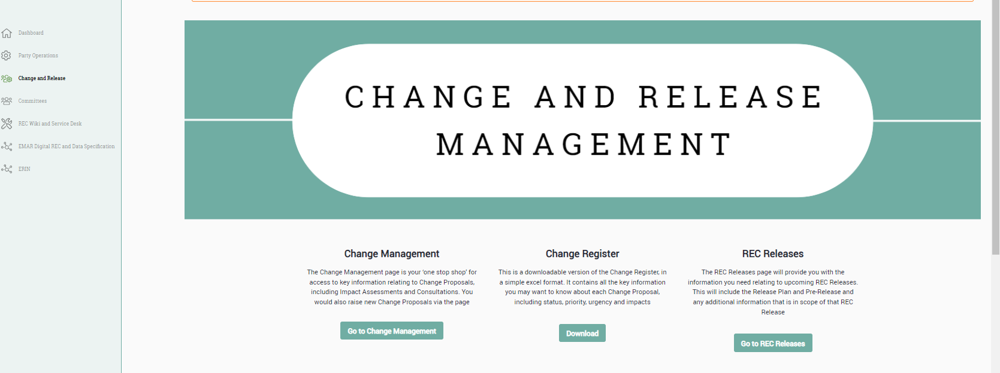 Dashboard
Party Operations
Change and Release
Committees
REC Wiki and Service Desk
EMAR Digital REC and Data Specification
ERIN
CHANGE AND RELEASE
MANAGEMENT
Change Management
The Change Management page is your ‘one stop shop’ for
access to key information relating to Change Proposals,
including Impact Assessments and Consultations. You
would also raise new Change Proposals via the page
Go to Change Management
Change Register
This is a downloadable version of the Change Register, in
a simple excel format. It contains all the key information
you may want to know about each Change Proposal,
including status, priority, urgency and impacts
Download
REC Releases
The REC Releases page will provide you with the
information you need relating to upcoming REC Releases.
This will include the Release Plan and Pre-Release and
any additional information that is in scope of that REC
Release
Go to REC Releases